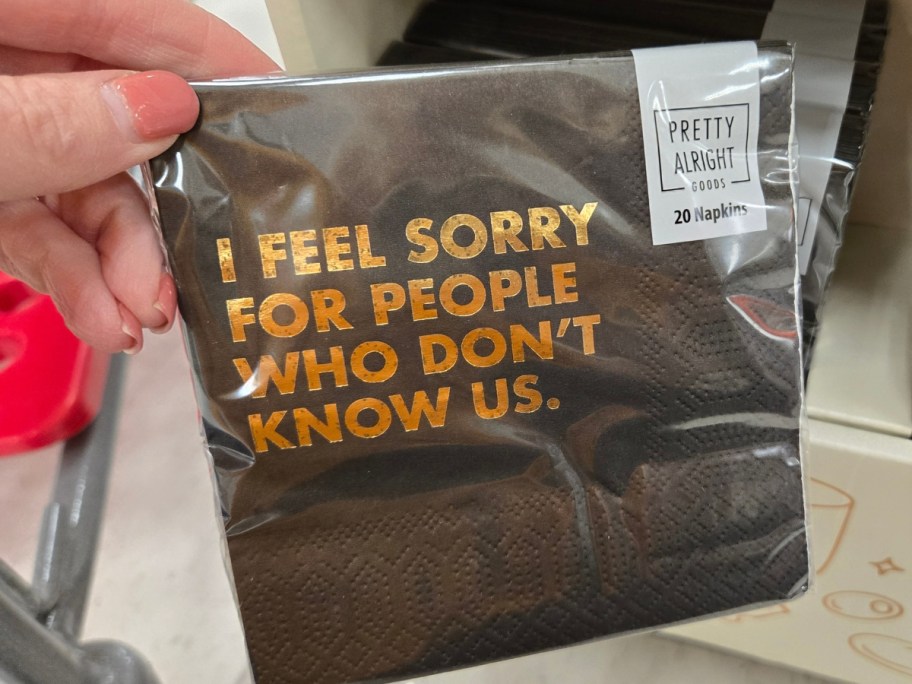 PRETTY
ALRIGHT
GOODS
20 Napkins
I FEEL SORRY
FOR PEOPLE
WHO DON'T
KNOW US.